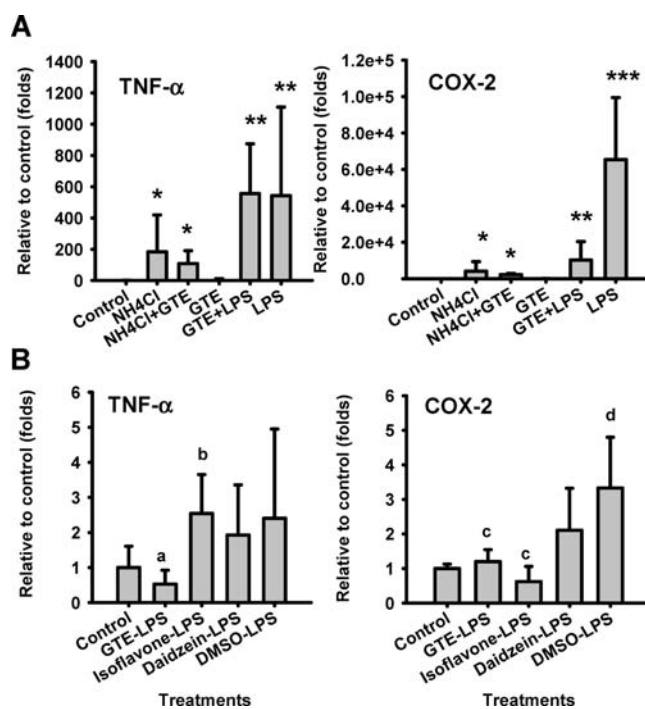 A
TNF-α
Relative to control (folds)
1400
1200
1000
800
600
400
200
0
*
*
**
**
Control
NH4Cl
NH4Cl+GTE
GTE
GTE+LPS
LPS
COX-2
Relative to control (folds)
1.2e+5
1.0e+5
8.0e+4
6.0e+4
4.0e+4
2.0e+4
0.0
*
*
**
***
Control
NH4Cl
NH4Cl+GTE
GTE
GTE+LPS
LPS
B
TNF-α
Relative to control (folds)
6
5
4
3
2
1
0
a
b
Control
GTE-LPS
Isoflavone-LPS
Daidzein-LPS
DMSO-LPS
Treatments
COX-2
Relative to control (folds)
6
5
4
3
2
1
0
c
c
d
Control
GTE-LPS
Isoflavone-LPS
Daidzein-LPS
DMSO-LPS
Treatments